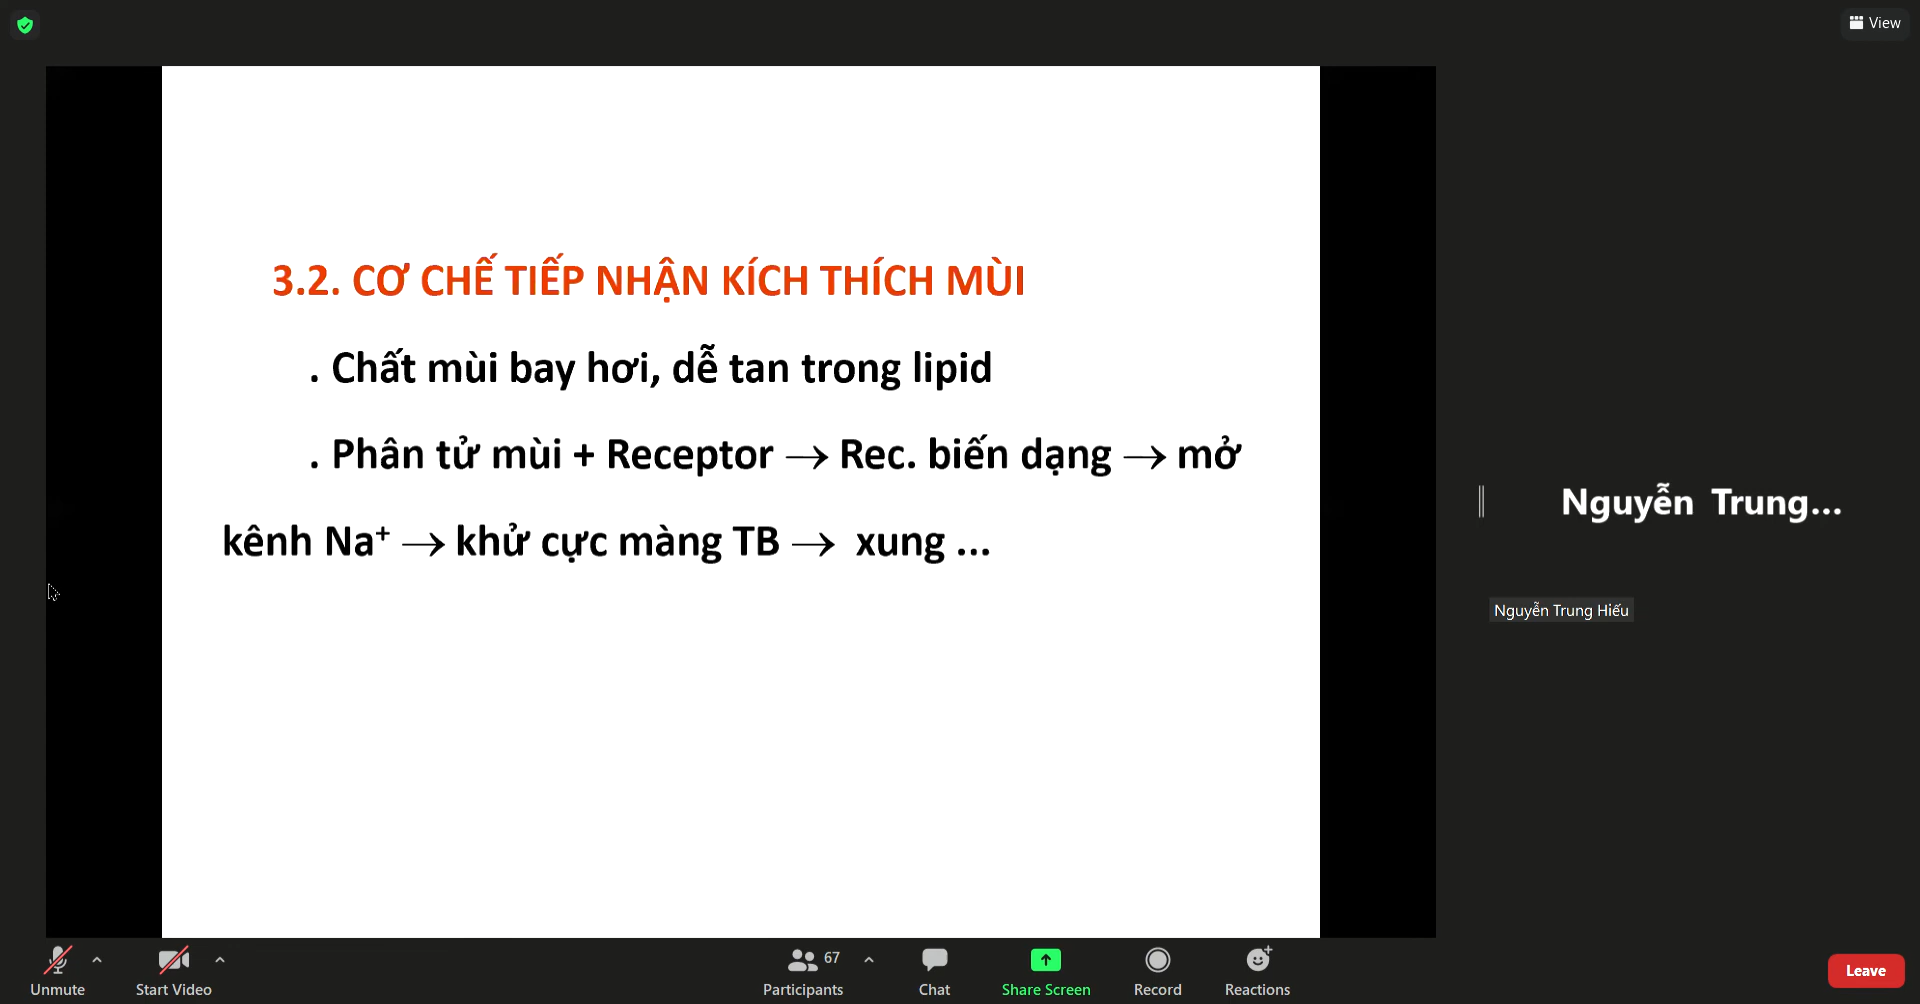 View
3.2. CƠ CHẾ TIẾP NHẬN KÍCH THÍCH MÙI
. Chất mùi bay hơi, dễ tan trong lipid
. Phân tử mùi + Receptor → Rec. biến dạng → mở
kênh Na⁺ → khử cực màng TB → xung ...
Nguyễn Trung...
Nguyễn Trung Hiếu
67
Unmute
Start Video
Participants
Chat
Share Screen
Record
Reactions
Leave